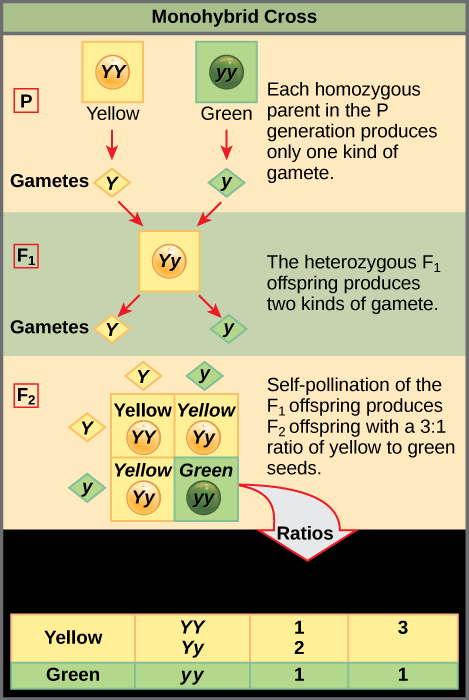 Monohybrid Cross
P
YY
yy
Yellow
Green
Each homozygous
parent in the P
generation produces
only one kind of
gamete.
Gametes
Y
y
F1
Yy
The heterozygous F1
offspring produces
two kinds of gamete.
Gametes
Y
y
F2
Y
y
Self-pollination of the
F1 offspring produces
F2 offspring with a 3:1
ratio of yellow to green
seeds.
Y
Yellow
Yellow
YY
Yy
y
Yellow
Green
Yy
yy
Ratios
Yellow
YY
1
3
Yy
2
Green
yy
1
1